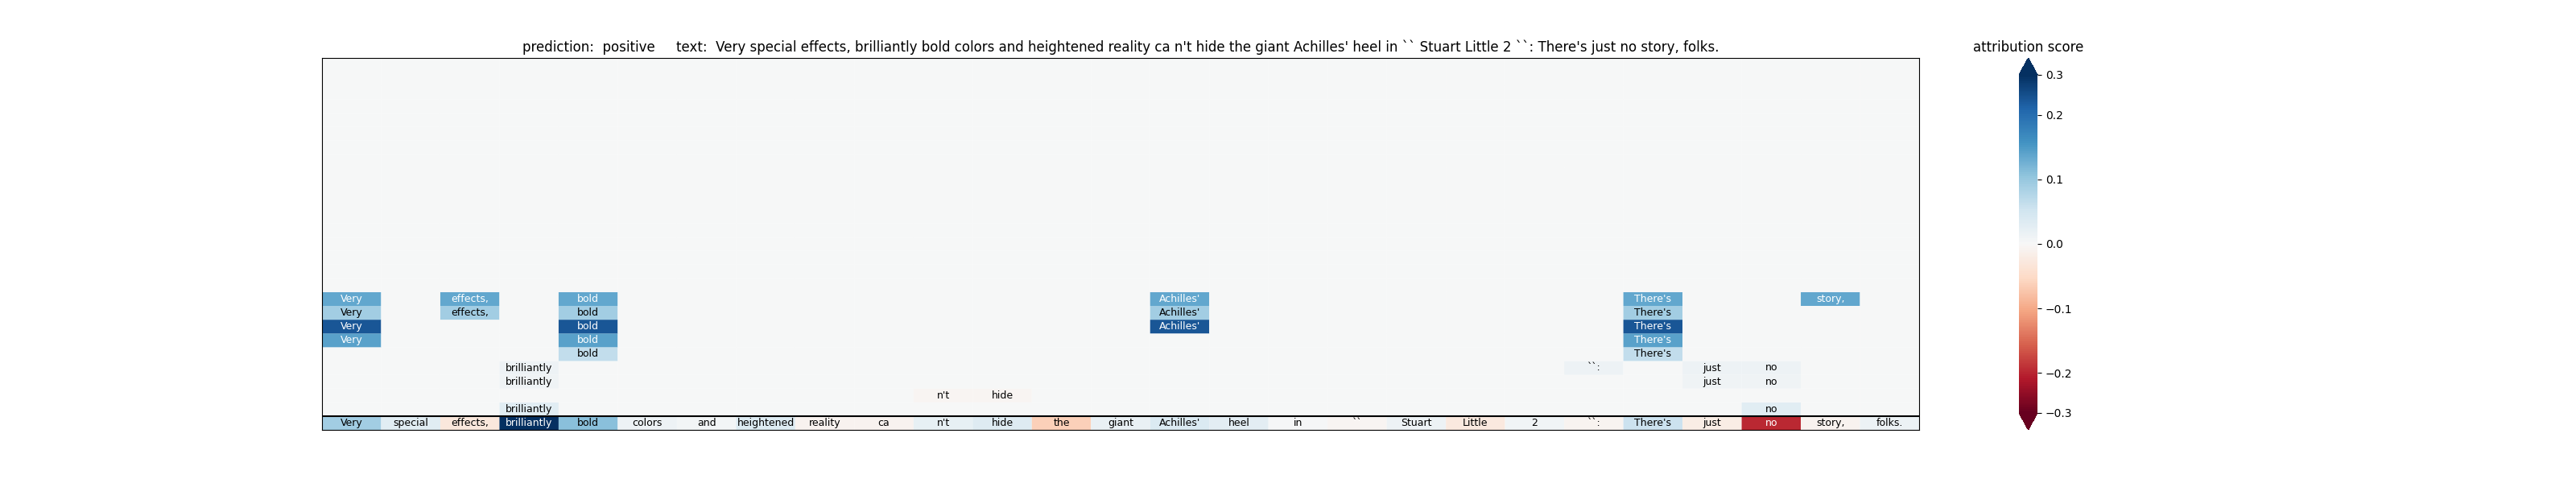 prediction:  positive     text:  Very special effects, brilliantly bold colors and heightened reality ca n't hide the giant Achilles' heel in `` Stuart Little 2 ``: There's just no story, folks.
attribution score
0.3
0.2
0.1
0.0
−0.1
−0.2
−0.3
Very effects, bold Achilles' There's story,
Very effects, bold Achilles' There's
Very bold Achilles' There's
Very bold There's
bold There's
brilliantly ``: just no
brilliantly just no
n't hide
brilliantly no
Very special effects, brilliantly bold colors and heightened reality ca n't hide the giant Achilles' heel in `` Stuart Little 2 ``: There's just no story, folks.